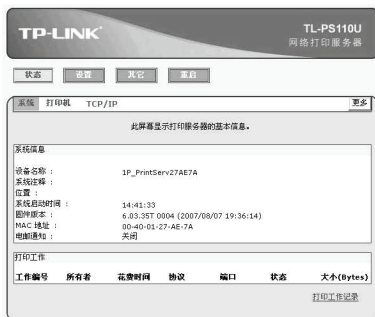 TP-LINK
TL-PS110U
网络打印服务器
状态 设置 其它 重启
系统 打印机 TCP/IP 更多
此屏幕显示打印服务器的基本信息。
系统信息
设备名称： 1P_PrintServ27AE7A
系统注释：
位置：
系统启动时间： 14:41:33
固件版本： 6.03.35T 0004 (2007/08/07 19:36:14)
MAC 地址： 00-40-01-27-AE-7A
电邮通知： 关闭
打印工作
工作编号 所有者 花费时间 协议 端口 状态 大小(Bytes)
打印工作记录